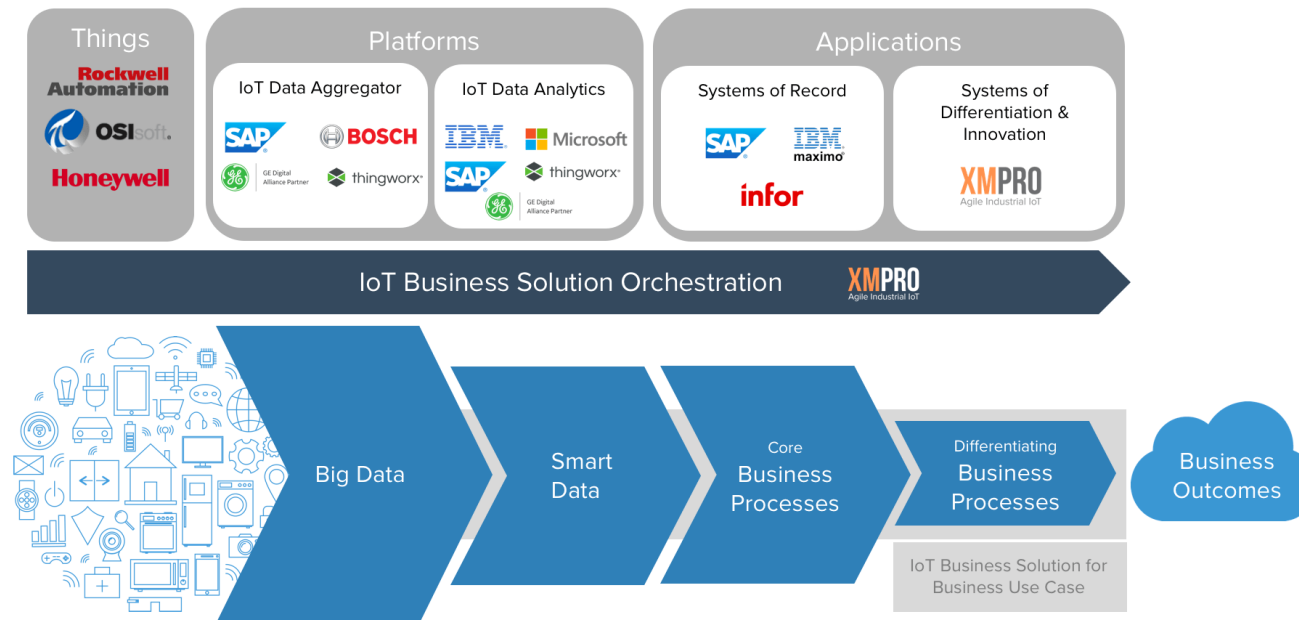 Things
Platforms
Applications
Rockwell
Automation
OSIsoft.
Honeywell
IoT Data Aggregator
SAP
BOSCH
GE Digital
Alliance Partner
thingworx
IoT Data Analytics
IBM
Microsoft
SAP
thingworx
GE Digital
Alliance Partner
Systems of Record
SAP
IBM
maximo
infor
Systems of
Differentiation &
Innovation
XMPRO
Agile Industrial IoT
IoT Business Solution Orchestration
XMPRO
Agile Industrial IoT
Big Data
Smart
Data
Core
Business
Processes
Differentiating
Business
Processes
Business
Outcomes
IoT Business Solution for
Business Use Case